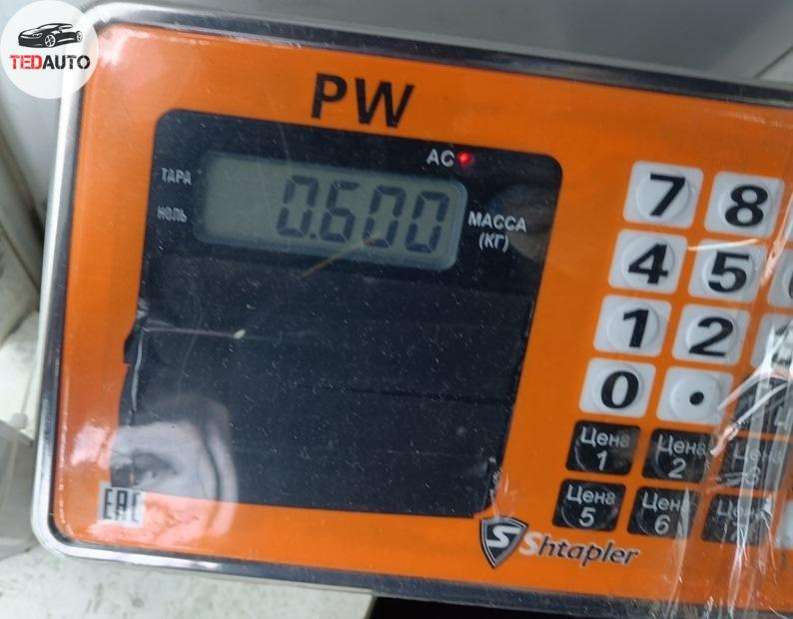 TEDAUTO
PW
AC
ТАРА
НОЛЬ
0.600
МАССА
(КГ)
7 8
4 5
1 2
0 .
Цена 1
Цена 2
Цена 5
Цена 6
EAC
S Shtapler